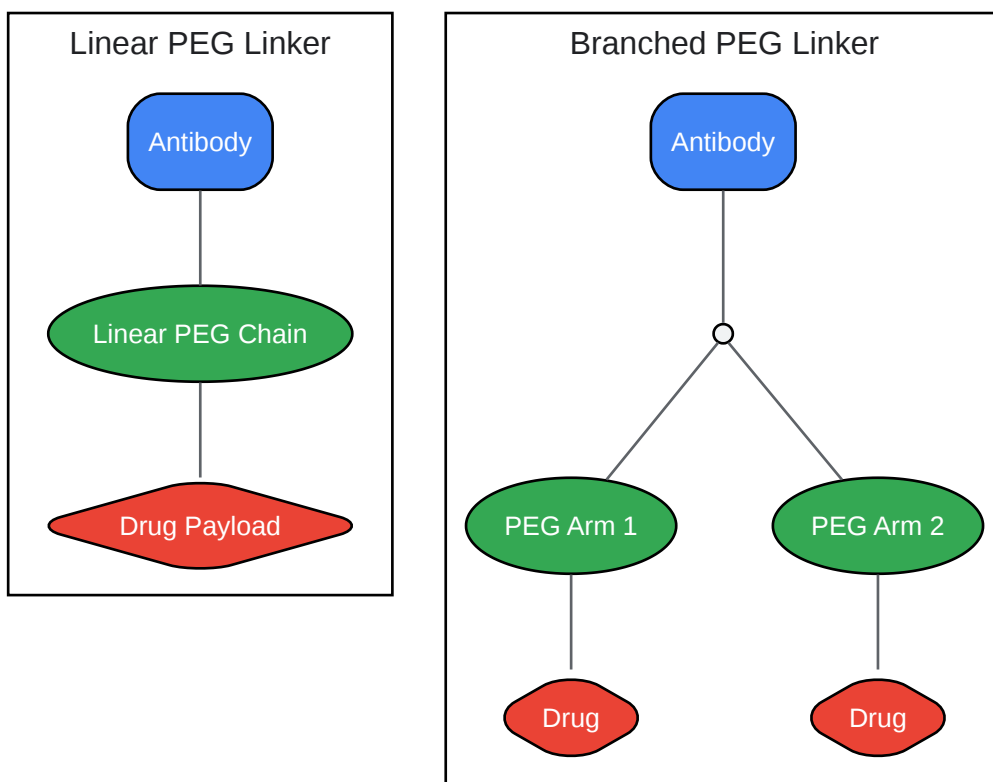 Linear PEG Linker
Antibody
Linear PEG Chain
Drug Payload
Branched PEG Linker
Antibody
PEG Arm 1
PEG Arm 2
Drug
Drug